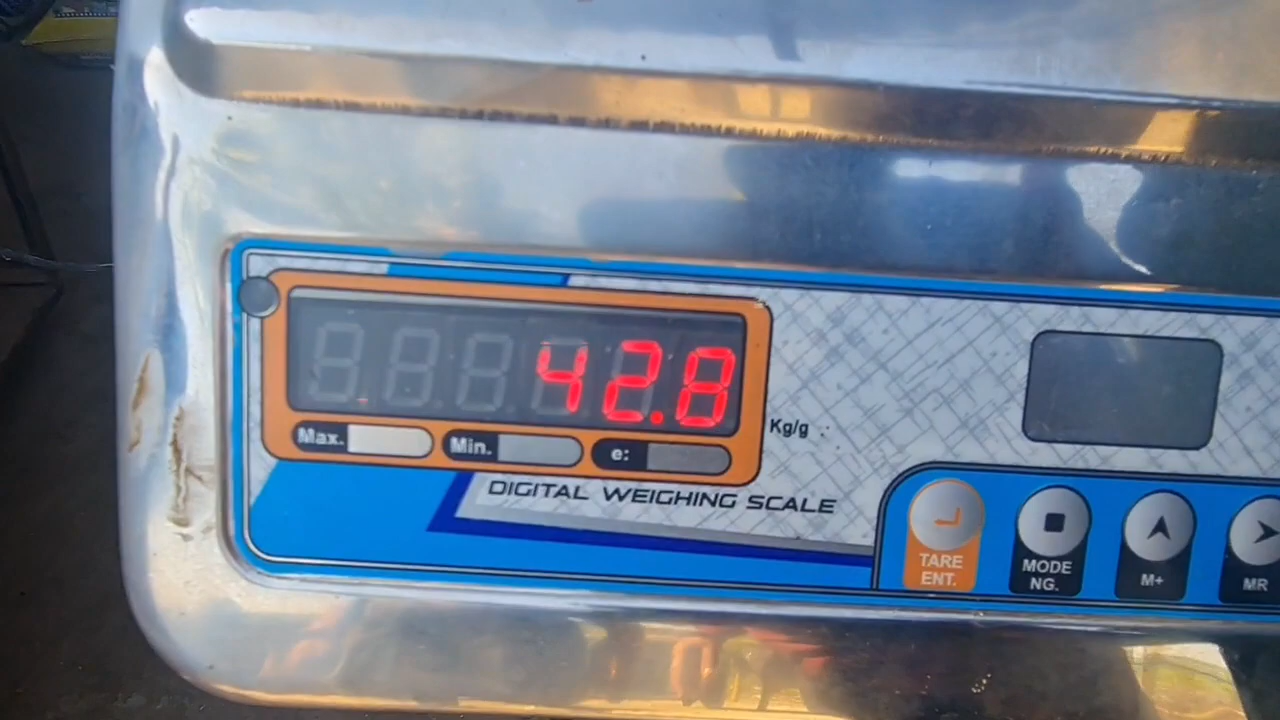 42.8
Kg/g
Max. Min. e:
DIGITAL WEIGHING SCALE
TARE ENT.
MODE NG.
M+
MR